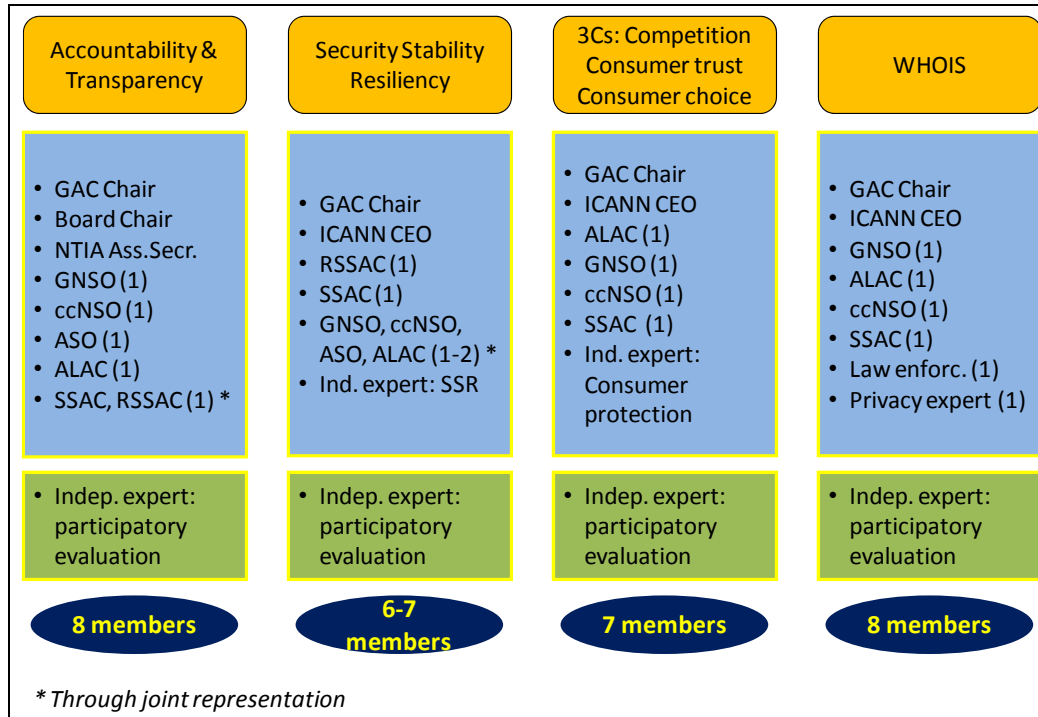 Accountability &
Transparency
Security Stability
Resiliency
3Cs: Competition
Consumer trust
Consumer choice
WHOIS
• GAC Chair
• Board Chair
• NTIA Ass.Secr.
• GNSO (1)
• ccNSO (1)
• ASO (1)
• ALAC (1)
• SSAC, RSSAC (1) *
• GAC Chair
• ICANN CEO
• RSSAC (1)
• SSAC (1)
• GNSO, ccNSO,
ASO, ALAC (1-2) *
• Ind. expert: SSR
• GAC Chair
• ICANN CEO
• ALAC (1)
• GNSO (1)
• ccNSO (1)
• SSAC (1)
• Ind. expert:
Consumer
protection
• GAC Chair
• ICANN CEO
• GNSO (1)
• ALAC (1)
• ccNSO (1)
• SSAC (1)
• Law enforc. (1)
• Privacy expert (1)
• Indep. expert:
participatory
evaluation
• Indep. expert:
participatory
evaluation
• Indep. expert:
participatory
evaluation
• Indep. expert:
participatory
evaluation
8 members
6-7
members
7 members
8 members
* Through joint representation